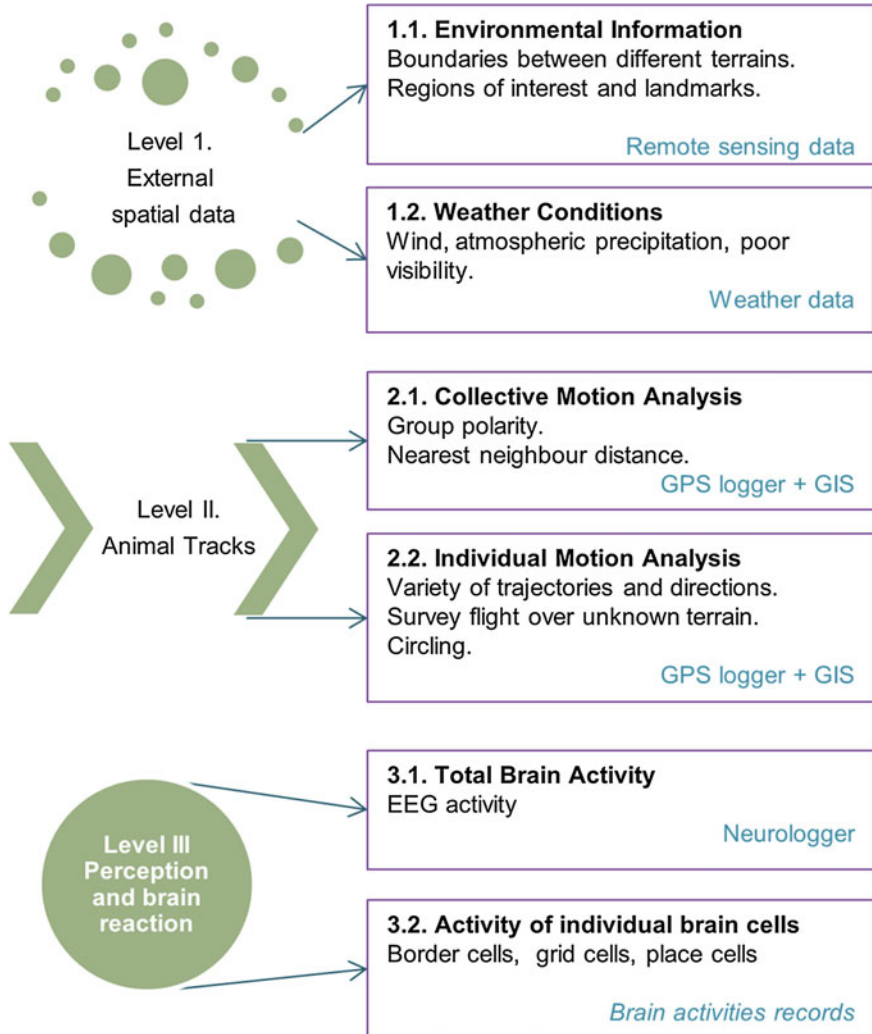 Level 1.
External
spatial data
1.1. Environmental Information
Boundaries between different terrains.
Regions of interest and landmarks.
Remote sensing data
1.2. Weather Conditions
Wind, atmospheric precipitation, poor
visibility.
Weather data
Level II.
Animal Tracks
2.1. Collective Motion Analysis
Group polarity.
Nearest neighbour distance.
GPS logger + GIS
2.2. Individual Motion Analysis
Variety of trajectories and directions.
Survey flight over unknown terrain.
Circling.
GPS logger + GIS
Level III
Perception
and brain
reaction
3.1. Total Brain Activity
EEG activity
Neurologger
3.2. Activity of individual brain cells
Border cells, grid cells, place cells
Brain activities records